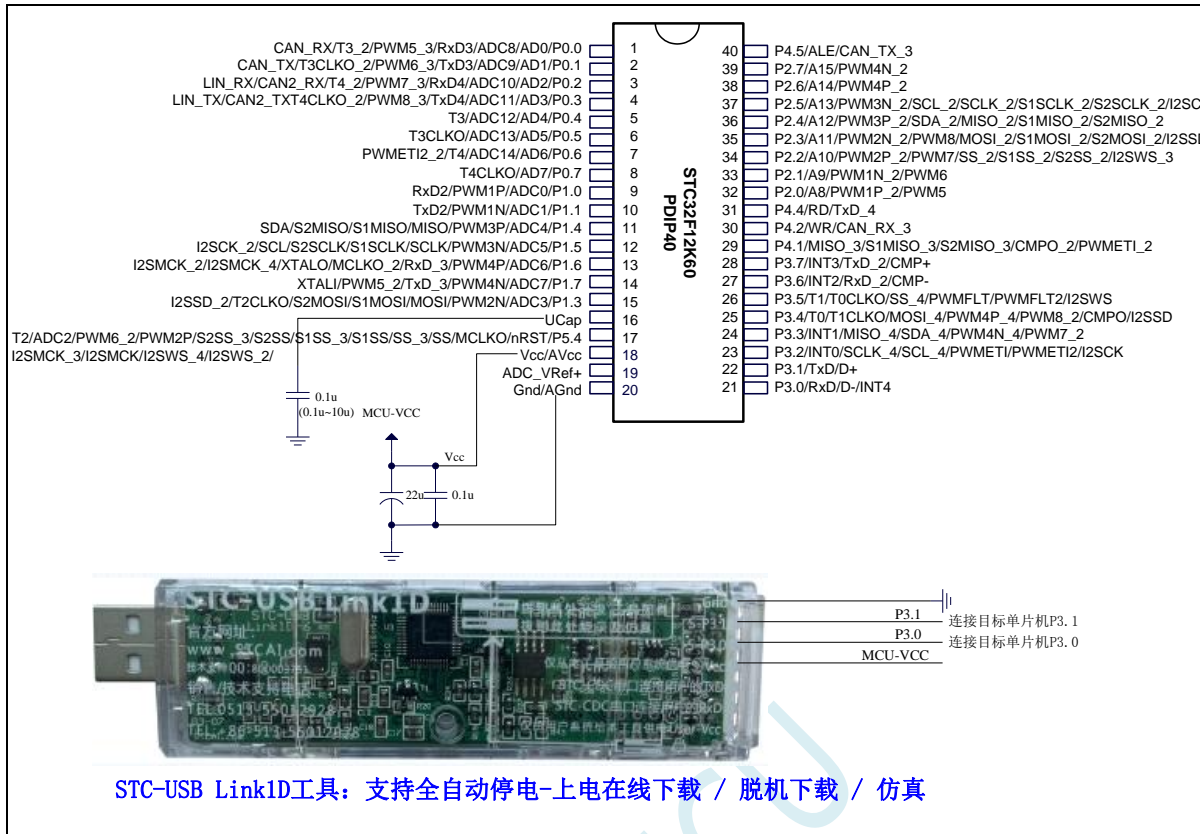 CAN_RX/T3_2/PWM5_3/RxD3/ADC8/AD0/P0.0 1
CAN_TX/T3CLKO_2/PWM6_3/TxD3/ADC9/AD1/P0.1 2
LIN_RX/CAN2_RX/T4_2/PWM7_3/RxD4/ADC10/AD2/P0.2 3
LIN_TX/CAN2_TXT4CLKO_2/PWM8_3/TxD4/ADC11/AD3/P0.3 4
T3/ADC12/AD4/P0.4 5
T3CLKO/ADC13/AD5/P0.5 6
PWMETI2_2/T4/ADC14/AD6/P0.6 7
T4CLKO/AD7/P0.7 8
RxD2/PWM1P/ADC0/P1.0 9
TxD2/PWM1N/ADC1/P1.1 10
SDA/S2MISO/S1MISO/MISO/PWM3P/ADC4/P1.4 11
I2SCK_2/SCL/S2SCLK/S1SCLK/SCLK/PWM3N/ADC5/P1.5 12
I2SMCK_2/I2SMCK_4/XTALO/MCLKO_2/RxD_3/PWM4P/ADC6/P1.6 13
XTALI/PWM5_2/TxD_3/PWM4N/ADC7/P1.7 14
I2SSD_2/T2CLKO/S2MOSI/S1MOSI/MOSI/PWM2N/ADC3/P1.3 15
UCap 16
T2/ADC2/PWM6_2/PWM2P/S2SS_3/S2SS/S1SS_3/S1SS/SS_3/SS/MCLKO/nRST/P5.4 17
I2SMCK_3/I2SMCK/I2SWS_4/I2SWS_2/
Vcc/AVcc 18
ADC_VRef+ 19
Gnd/AGnd 20
STC32F12K60
PDIP40
40 P4.5/ALE/CAN_TX_3
39 P2.7/A15/PWM4N_2
38 P2.6/A14/PWM4P_2
37 P2.5/A13/PWM3N_2/SCL_2/SCLK_2/S1SCLK_2/S2SCLK_2/I2SC
36 P2.4/A12/PWM3P_2/SDA_2/MISO_2/S1MISO_2/S2MISO_2
35 P2.3/A11/PWM2N_2/PWM8/MOSI_2/S1MOSI_2/S2MOSI_2/I2SSD
34 P2.2/A10/PWM2P_2/PWM7/SS_2/S1SS_2/S2SS_2/I2SWS_3
33 P2.1/A9/PWM1N_2/PWM6
32 P2.0/A8/PWM1P_2/PWM5
31 P4.4/RD/TxD_4
30 P4.2/WR/CAN_RX_3
29 P4.1/MISO_3/S1MISO_3/S2MISO_3/CMPO_2/PWMETI_2
28 P3.7/INT3/TxD_2/CMP+
27 P3.6/INT2/RxD_2/CMP-
26 P3.5/T1/T0CLKO/SS_4/PWMFLT/PWMFLT2/I2SWS
25 P3.4/T0/T1CLKO/MOSI_4/PWM4P_4/PWM8_2/CMPO/I2SSD
24 P3.3/INT1/MISO_4/SDA_4/PWM4N_4/PWM7_2
23 P3.2/INT0/SCLK_4/SCL_4/PWMETI/PWMETI2/I2SCK
22 P3.1/TxD/D+
21 P3.0/RxD/D-/INT4
0.1u
(0.1u~10u)
MCU-VCC
Vcc
22u
0.1u
STC-USB Link1D
官方网址
www.STCAI.com
TEL:0513-55012928
Gnd
P3.1 连接目标单片机P3.1
P3.0 连接目标单片机P3.0
MCU-VCC
STC-USB Link1D工具：支持全自动停电-上电在线下载 / 脱机下载 / 仿真